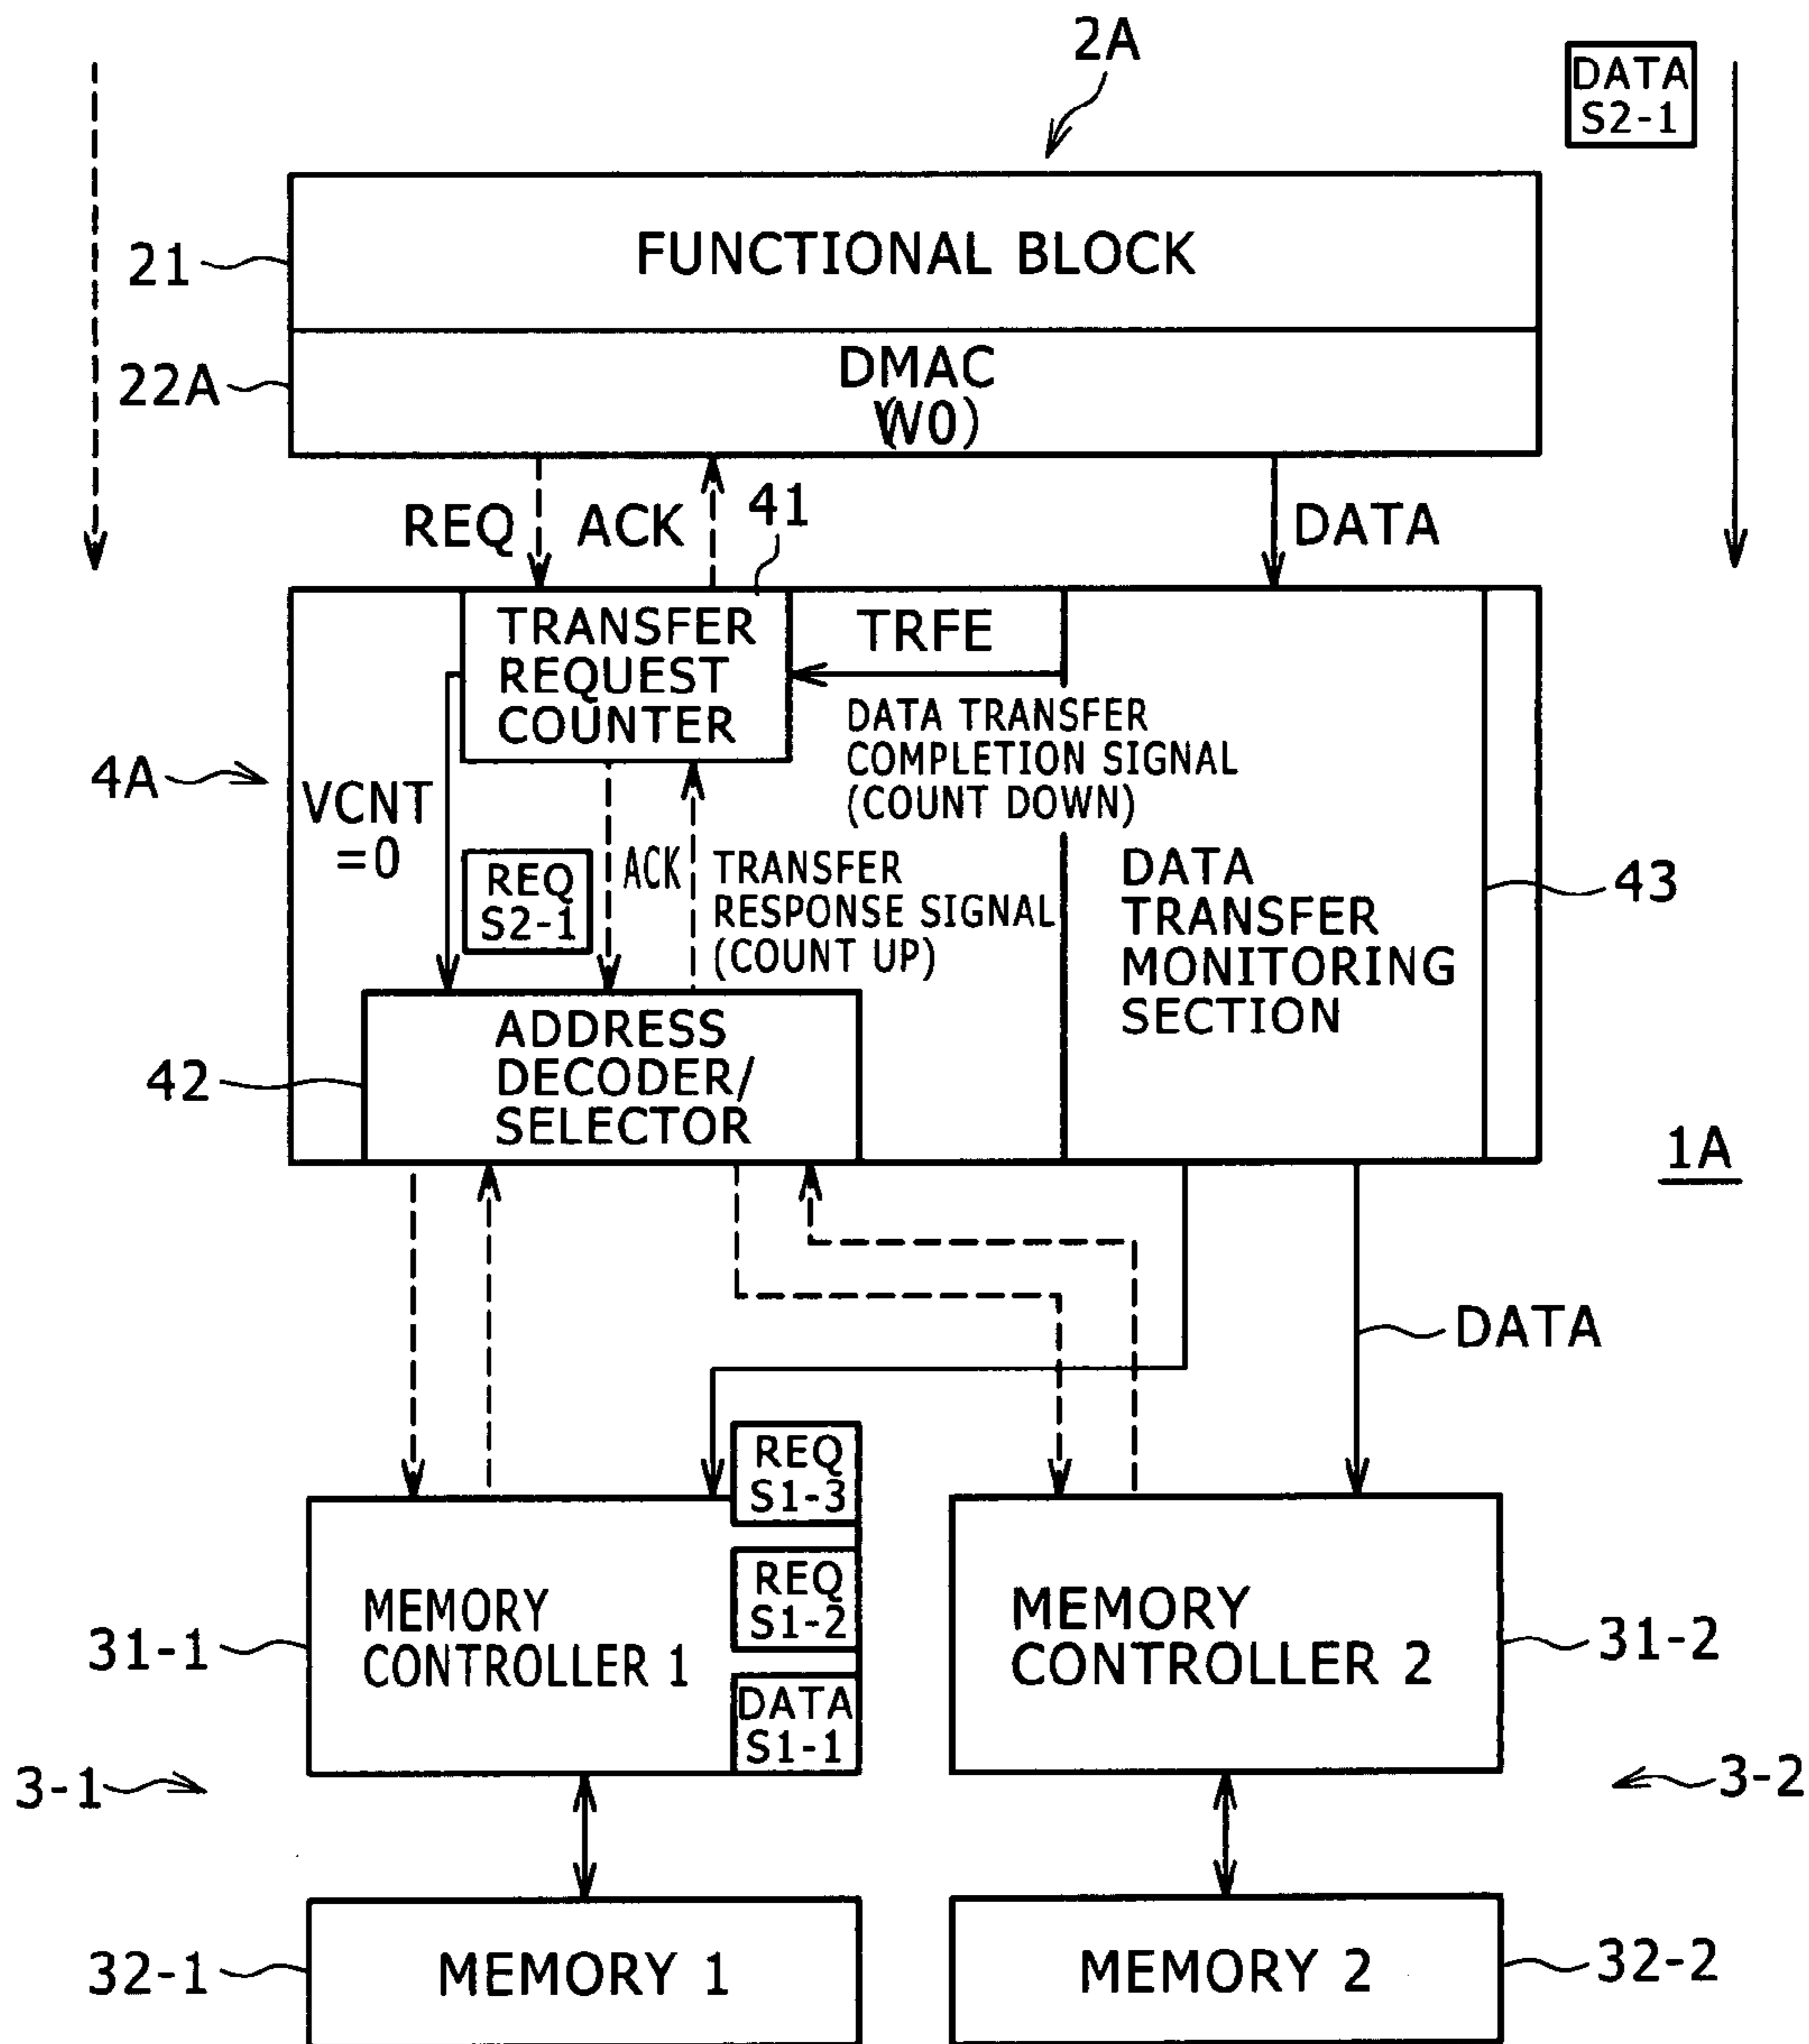 2A
DATA
S2-1
21
FUNCTIONAL BLOCK
22A
DMAC
(W0)
REQ
ACK
41
DATA
TRANSFER
REQUEST
COUNTER
TRFE
DATA TRANSFER
COMPLETION SIGNAL
(COUNT DOWN)
4A
VCNT
=0
REQ
S2-1
ACK
TRANSFER
RESPONSE SIGNAL
(COUNT UP)
DATA
TRANSFER
MONITORING
SECTION
43
42
ADDRESS
DECODER/
SELECTOR
1A
DATA
REQ
S1-3
REQ
S1-2
DATA
S1-1
31-1
MEMORY
CONTROLLER 1
MEMORY
CONTROLLER 2
31-2
3-1
3-2
32-1
MEMORY 1
MEMORY 2
32-2